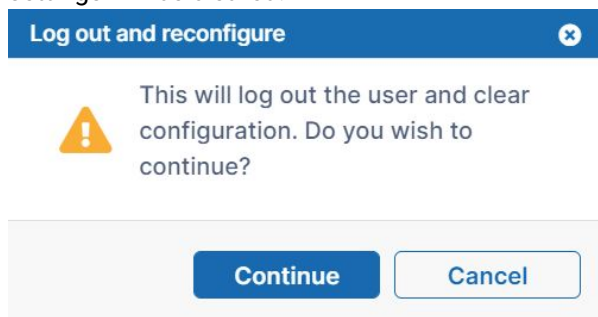 Log out and reconfigure
This will log out the user and clear
configuration. Do you wish to
continue?
Continue
Cancel